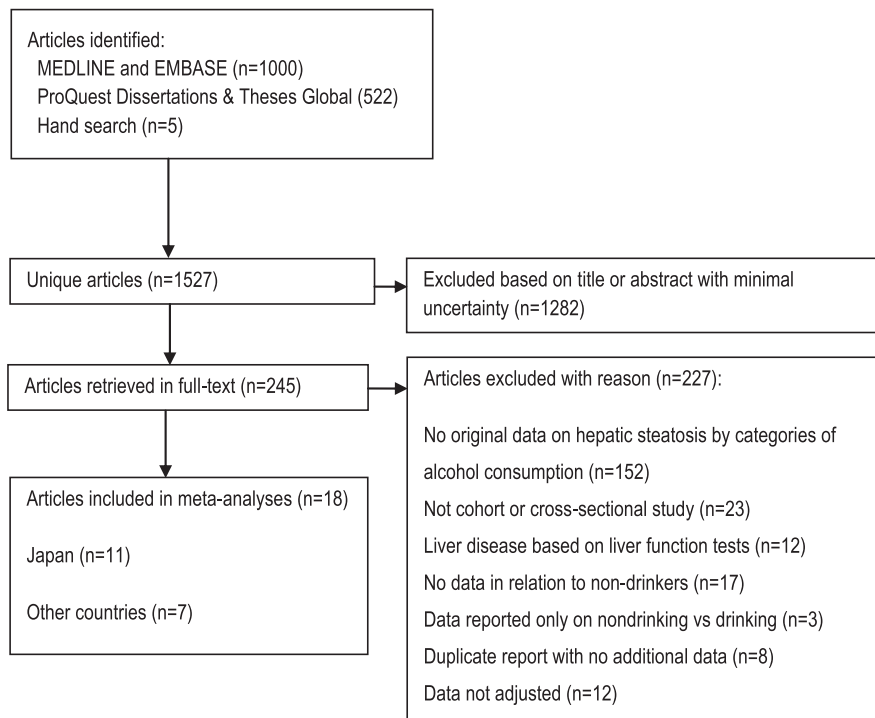 Articles identified:
MEDLINE and EMBASE (n=1000)
ProQuest Dissertations & Theses Global (522)
Hand search (n=5)
Unique articles (n=1527)
Excluded based on title or abstract with minimal
uncertainty (n=1282)
Articles retrieved in full-text (n=245)
Articles excluded with reason (n=227):
No original data on hepatic steatosis by categories of
alcohol consumption (n=152)
Not cohort or cross-sectional study (n=23)
Liver disease based on liver function tests (n=12)
No data in relation to non-drinkers (n=17)
Data reported only on nondrinking vs drinking (n=3)
Duplicate report with no additional data (n=8)
Data not adjusted (n=12)
Articles included in meta-analyses (n=18)
Japan (n=11)
Other countries (n=7)